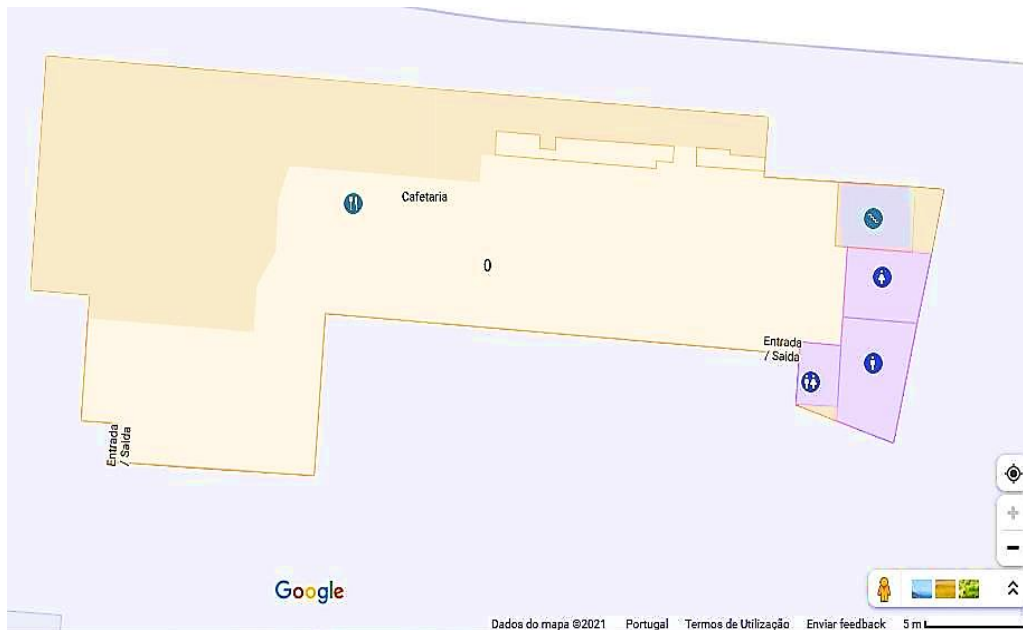 Cafetaria
0
Entrada
/ Saída
Entrada
/ Saída
Google
Dados do mapa ©2021 Portugal Termos de Utilização Enviar feedback 5 m